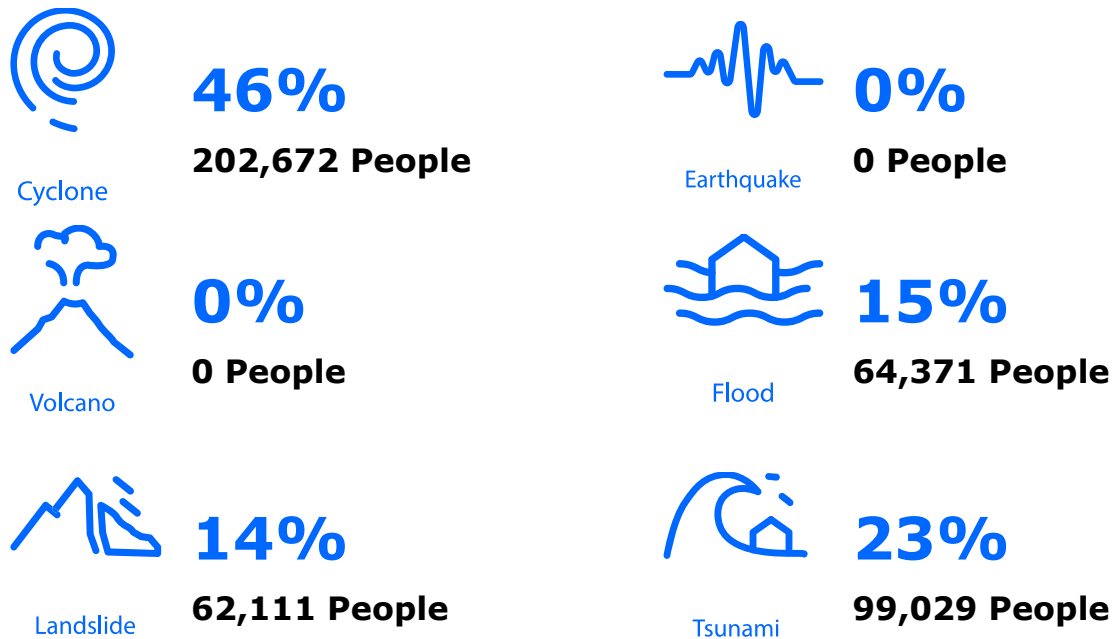 46%
202,672 People
Cyclone
0%
0 People
Earthquake
0%
0 People
Volcano
15%
64,371 People
Flood
14%
62,111 People
Landslide
23%
99,029 People
Tsunami